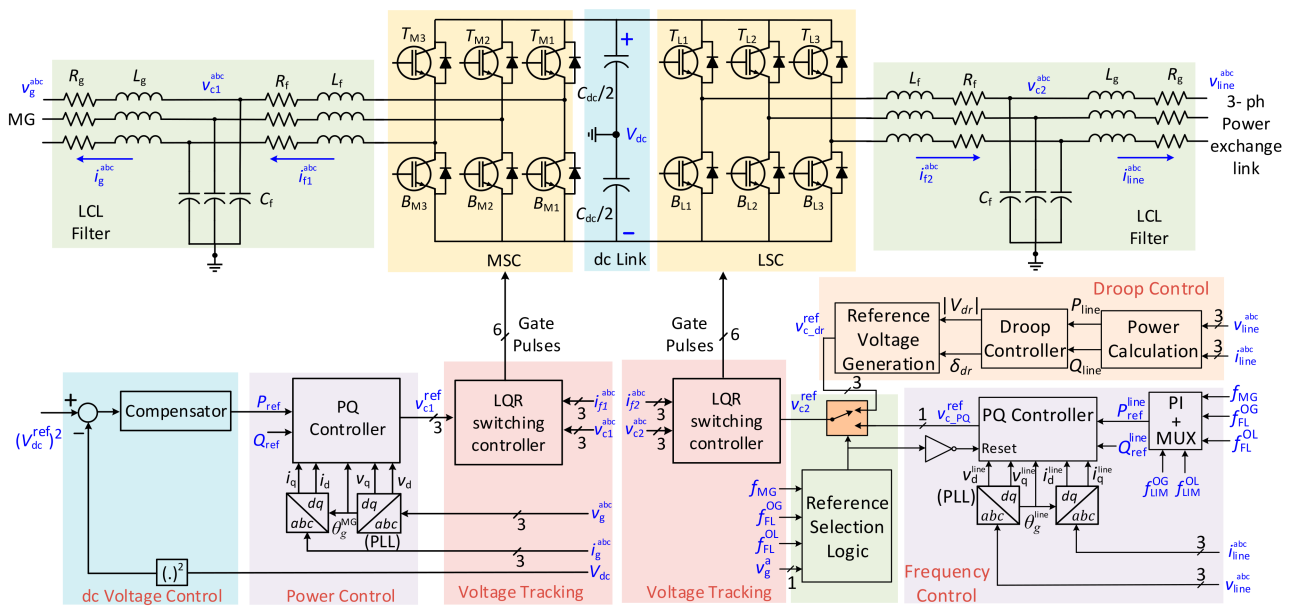 T_M3 T_M2 T_M1
T_L1 T_L2 T_L3
+
R_g L_g v_c1^abc R_f L_f
v_g^abc
MG
i_g^abc i_f1^abc
C_f
LCL
Filter
B_M3 B_M2 B_M1
MSC
C_dc/2
V_dc
C_dc/2
−
dc Link
B_L1 B_L2 B_L3
LSC
L_f R_f v_c2^abc L_g R_g
v_line^abc
3- ph
Power
exchange
link
i_f2^abc i_line^abc
C_f
LCL
Filter
6
Gate
Pulses
Gate
Pulses
6
Droop Control
v_c_dr^ref
Reference
Voltage
Generation
|V_dr|
δ_dr
Droop
Controller
P_line
Q_line
Power
Calculation
3 v_line^abc
3 i_line^abc
+
(V_dc^ref)²
−
Compensator
P_ref
Q_ref
PQ
Controller
v_c1^ref
3
LQR
switching
controller
3 i_f1^abc
3 v_c1^abc
i_f2^abc 3
v_c2^abc 3
LQR
switching
controller
v_c2^ref
3
1 v_c_PQ^ref
PQ Controller
Reset
P_ref^line
Q_ref^line
PI
+
MUX
f_MG
f_FL^OG
f_FL^OL
f_LIM^OG f_LIM^OL
i_q i_d v_q v_d
dq
abc
θ_g^MG
dq
abc
(PLL)
3 v_g^abc
3 i_g^abc
V_dc
(.)²
dc Voltage Control
Power Control
Voltage Tracking
Voltage Tracking
f_MG
f_FL^OG
f_FL^OL
v_g^a
1
Reference
Selection
Logic
v_d^line v_q^line i_d^line i_q^line
(PLL)
dq
abc
θ_g^line
dq
abc
3 i_line^abc
3 v_line^abc
Frequency
Control